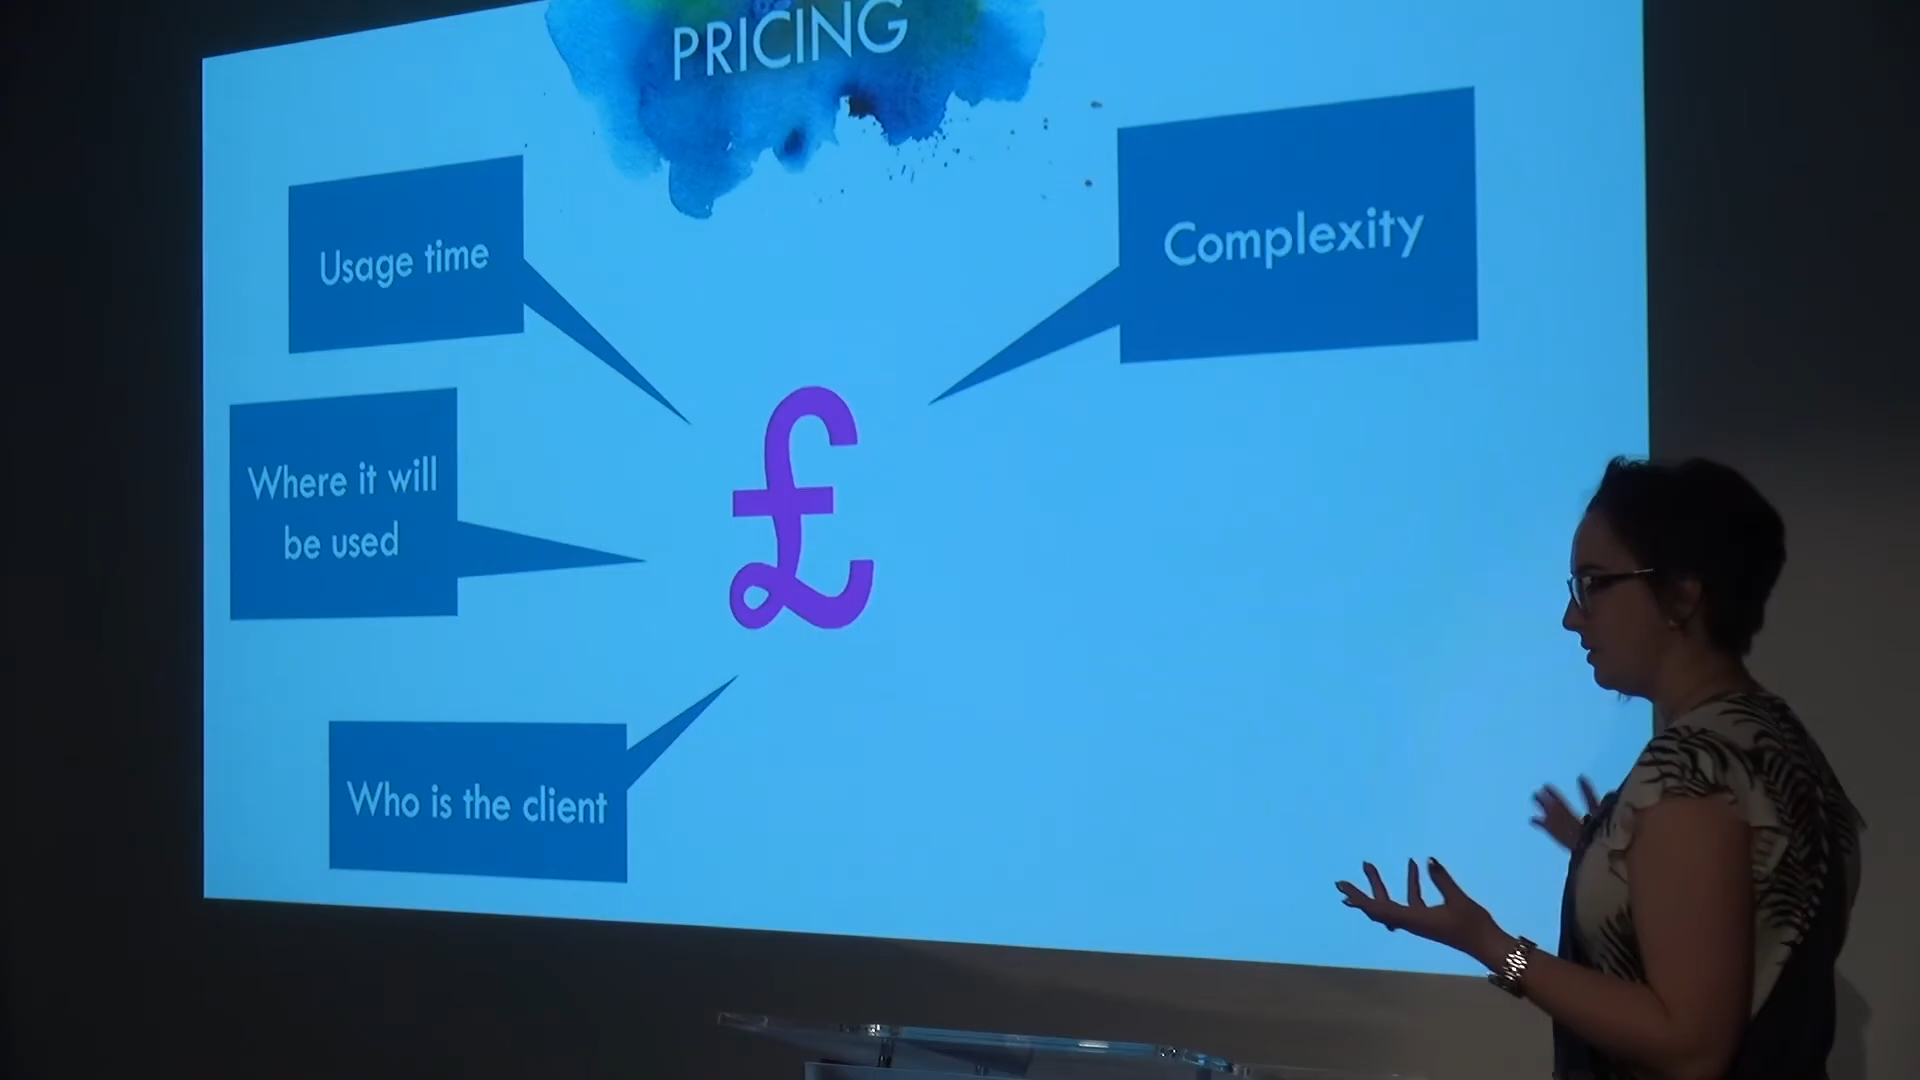 PRICING
Usage time
Complexity
Where it will
be used
£
Who is the client